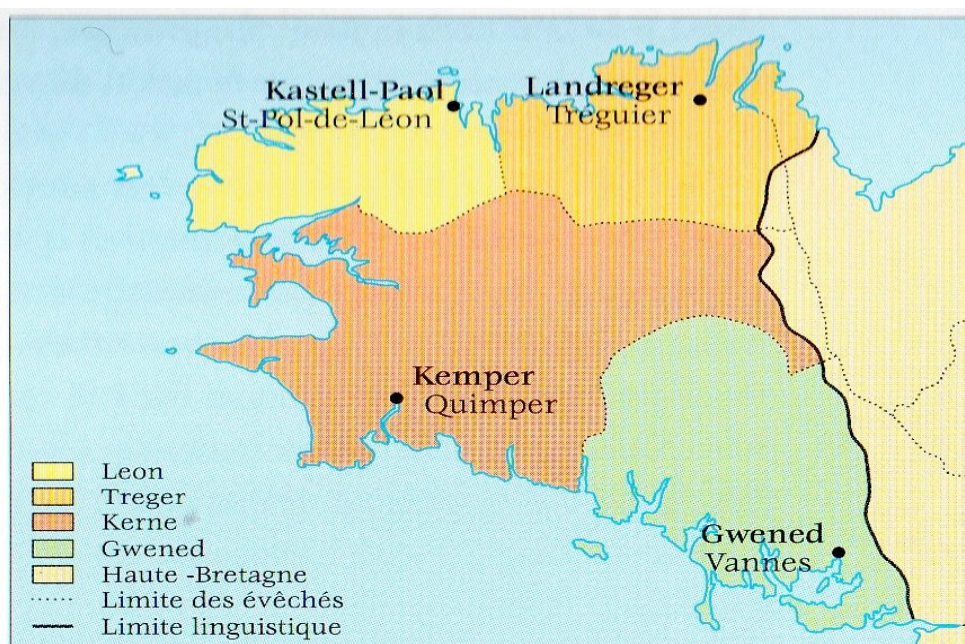 Kastell-Paol
St-Pol-de-Léon
Landreger
Tréguier
Kemper
Quimper
Gwened
Vannes
Leon
Treger
Kerne
Gwened
Haute -Bretagne
Limite des évêchés
Limite linguistique